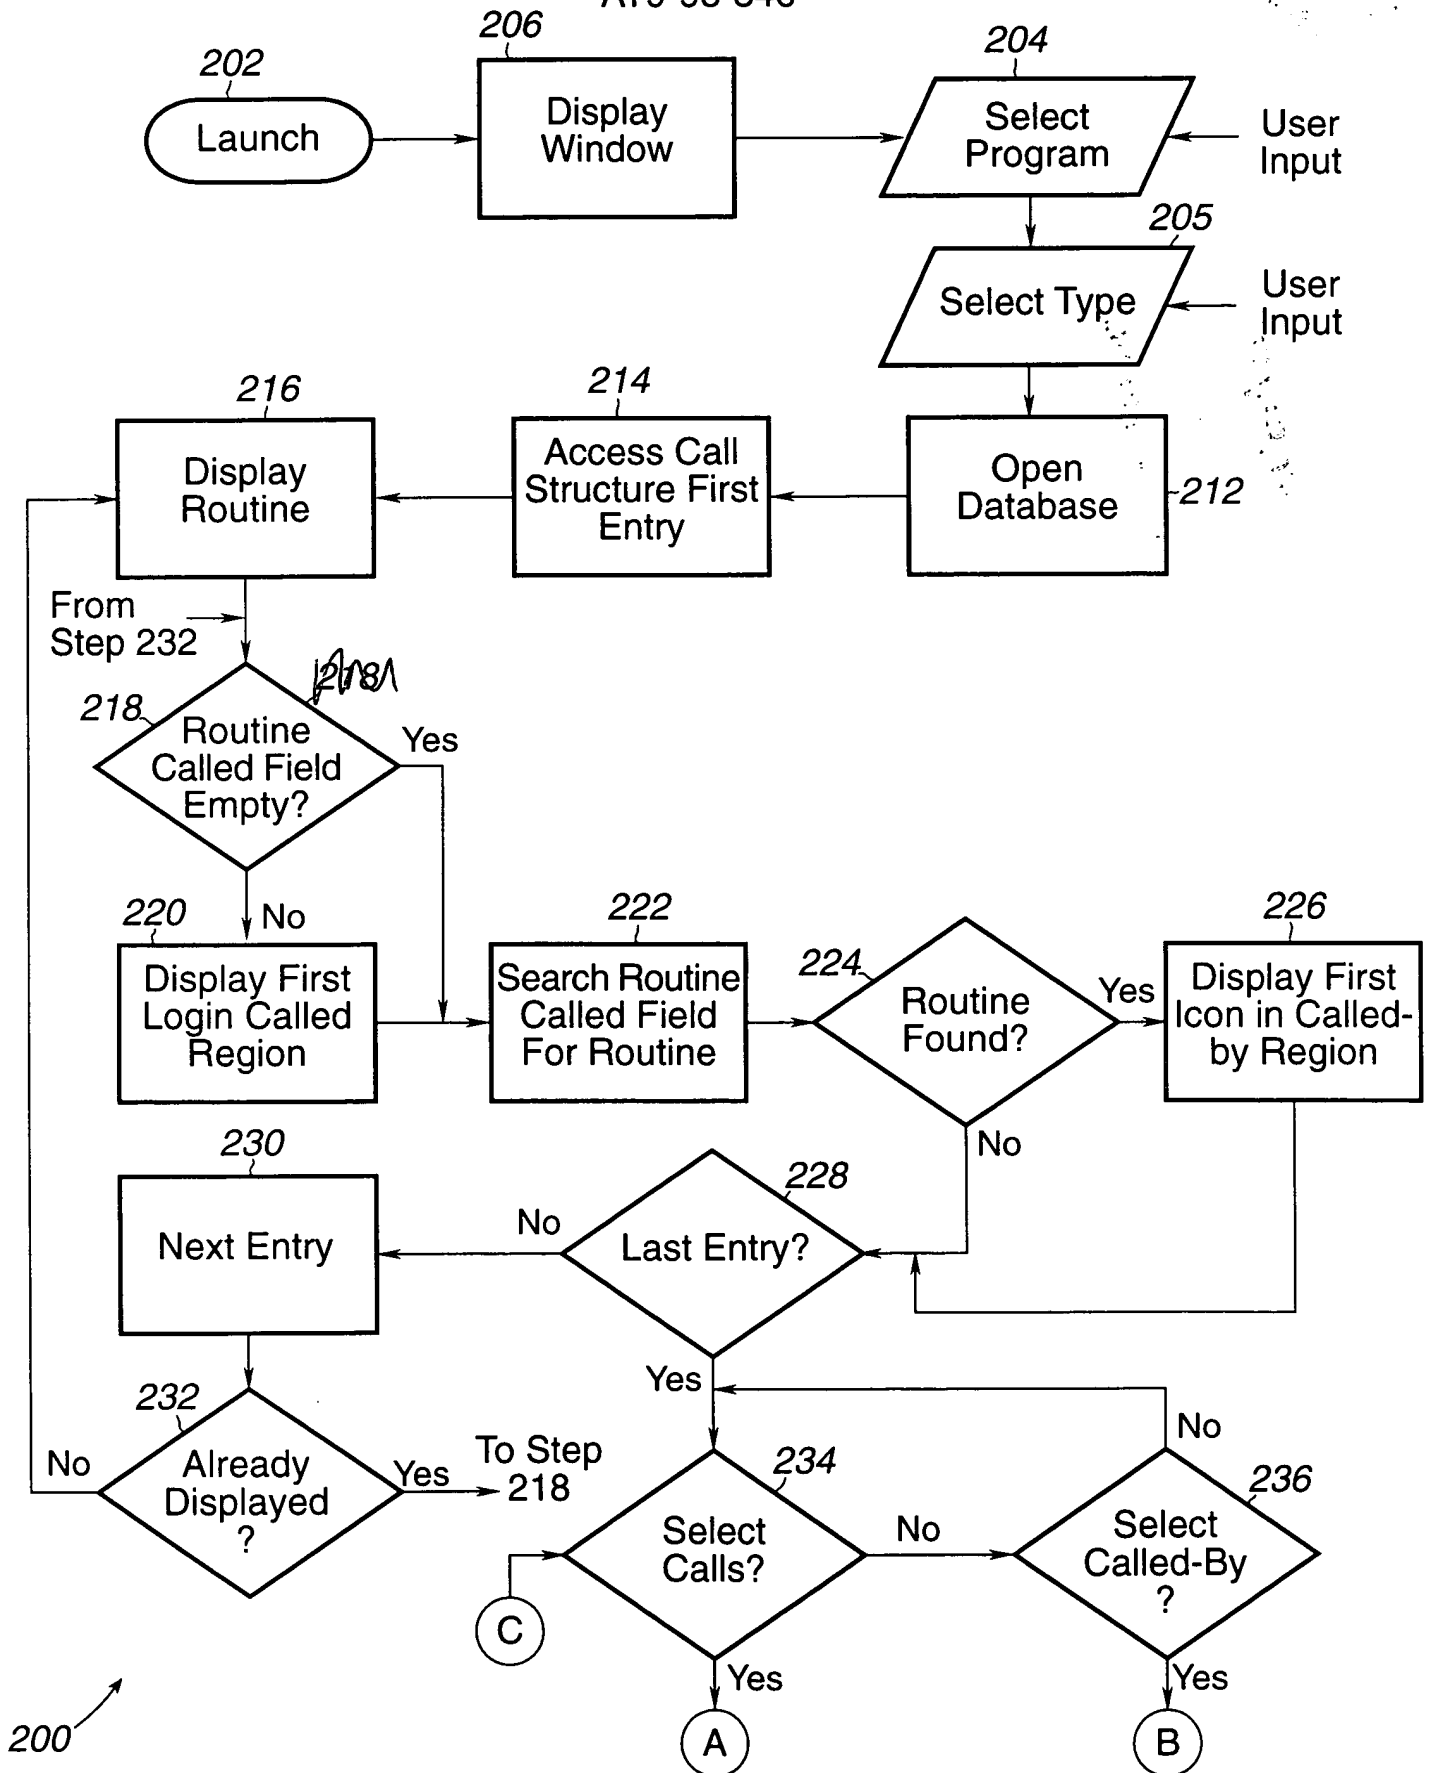 206
204
202
Launch
Display
Window
Select
Program
User
Input
205
Select Type
User
Input
216
214
Display
Routine
Access Call
Structure First
Entry
Open
Database
212
From
Step 232
218
218
Routine
Called Field
Empty?
Yes
No
220
222
224
226
Display First
Login Called
Region
Search Routine
Called Field
For Routine
Routine
Found?
Yes
Display First
Icon in Called-
by Region
No
230
228
Next Entry
No
Last Entry?
Yes
232
No
Already
Displayed
?
Yes
To Step
218
234
Select
Calls?
No
No
236
Select
Called-By
?
C
Yes
Yes
A
B
200